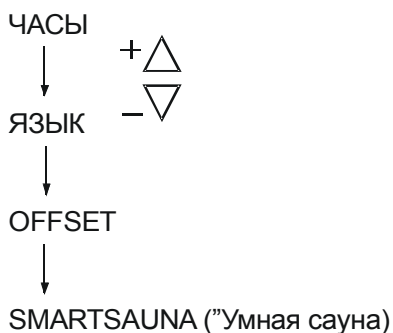 ЧАСЫ
+
–
ЯЗЫК
OFFSET
SMARTSAUNA ("Умная сауна)